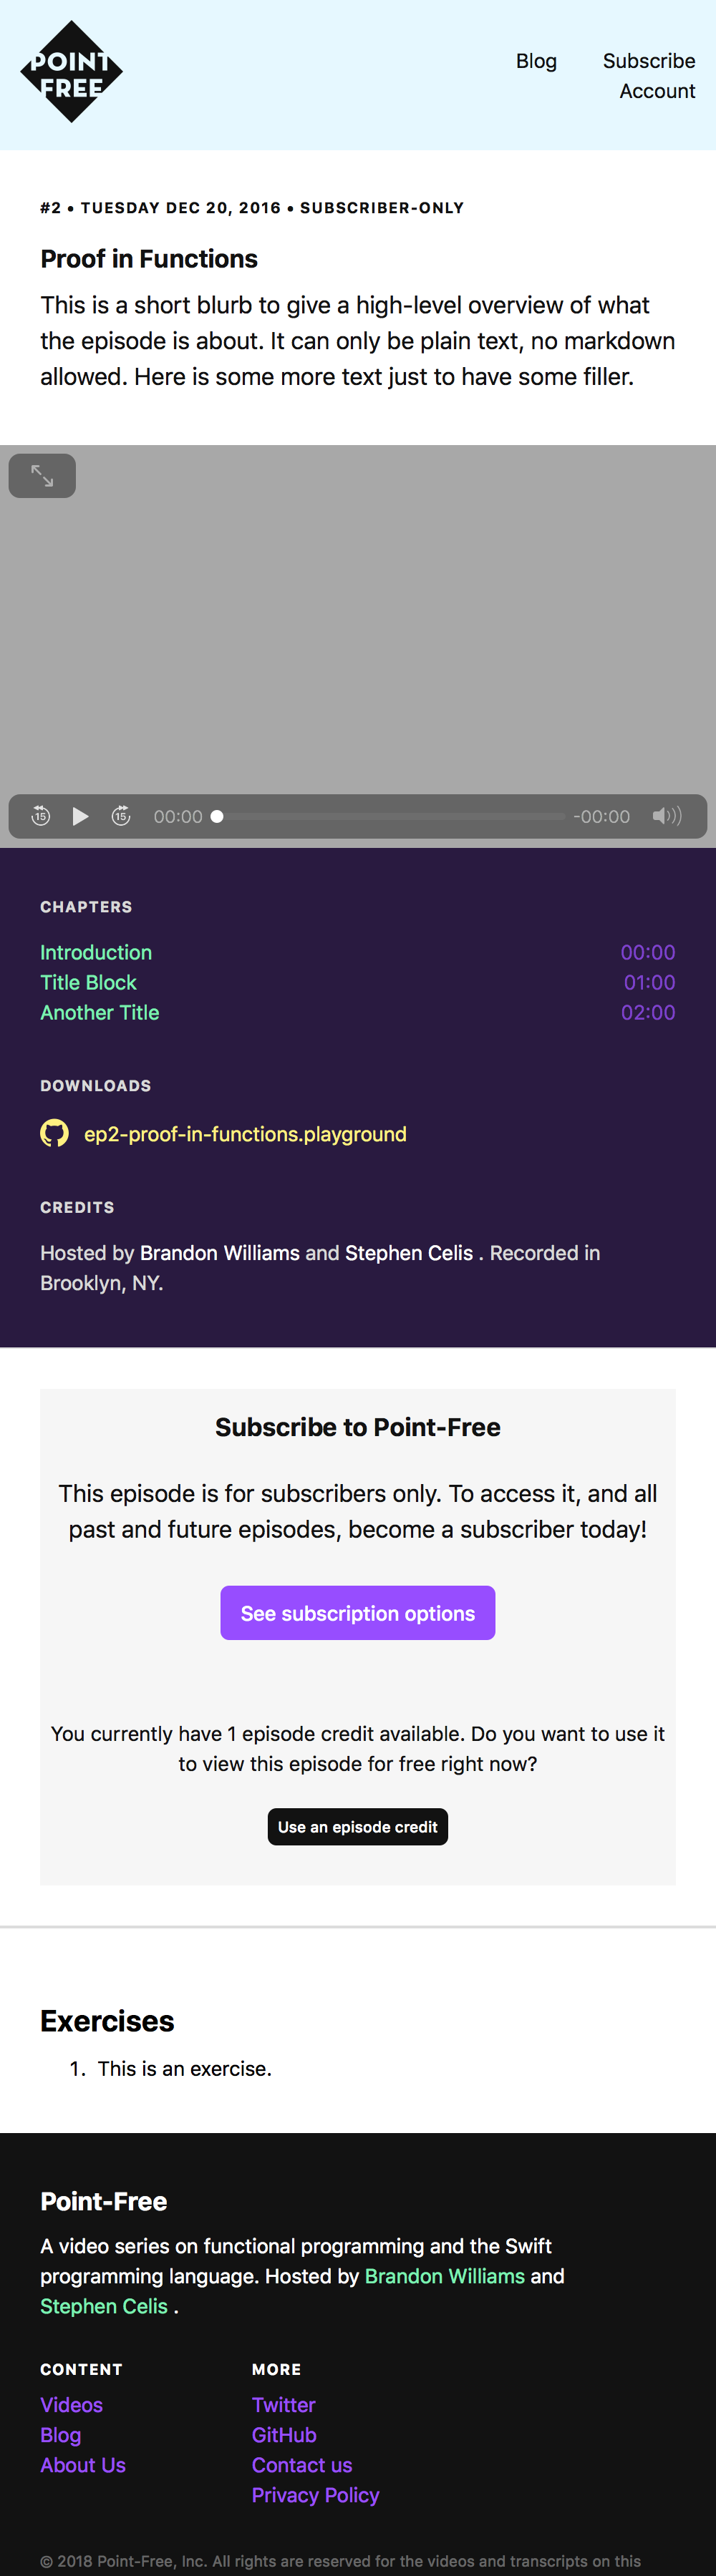 POINT
FREE
Blog
Subscribe
Account
#2 • TUESDAY DEC 20, 2016 • SUBSCRIBER-ONLY
Proof in Functions
This is a short blurb to give a high-level overview of what
the episode is about. It can only be plain text, no markdown
allowed. Here is some more text just to have some filler.
15
15
00:00
-00:00
CHAPTERS
Introduction 00:00
Title Block 01:00
Another Title 02:00
DOWNLOADS
ep2-proof-in-functions.playground
CREDITS
Hosted by Brandon Williams and Stephen Celis . Recorded in
Brooklyn, NY.
Subscribe to Point-Free
This episode is for subscribers only. To access it, and all
past and future episodes, become a subscriber today!
See subscription options
You currently have 1 episode credit available. Do you want to use it
to view this episode for free right now?
Use an episode credit
Exercises
1. This is an exercise.
Point-Free
A video series on functional programming and the Swift
programming language. Hosted by Brandon Williams and
Stephen Celis .
CONTENT
Videos
Blog
About Us
MORE
Twitter
GitHub
Contact us
Privacy Policy
© 2018 Point-Free, Inc. All rights are reserved for the videos and transcripts on this